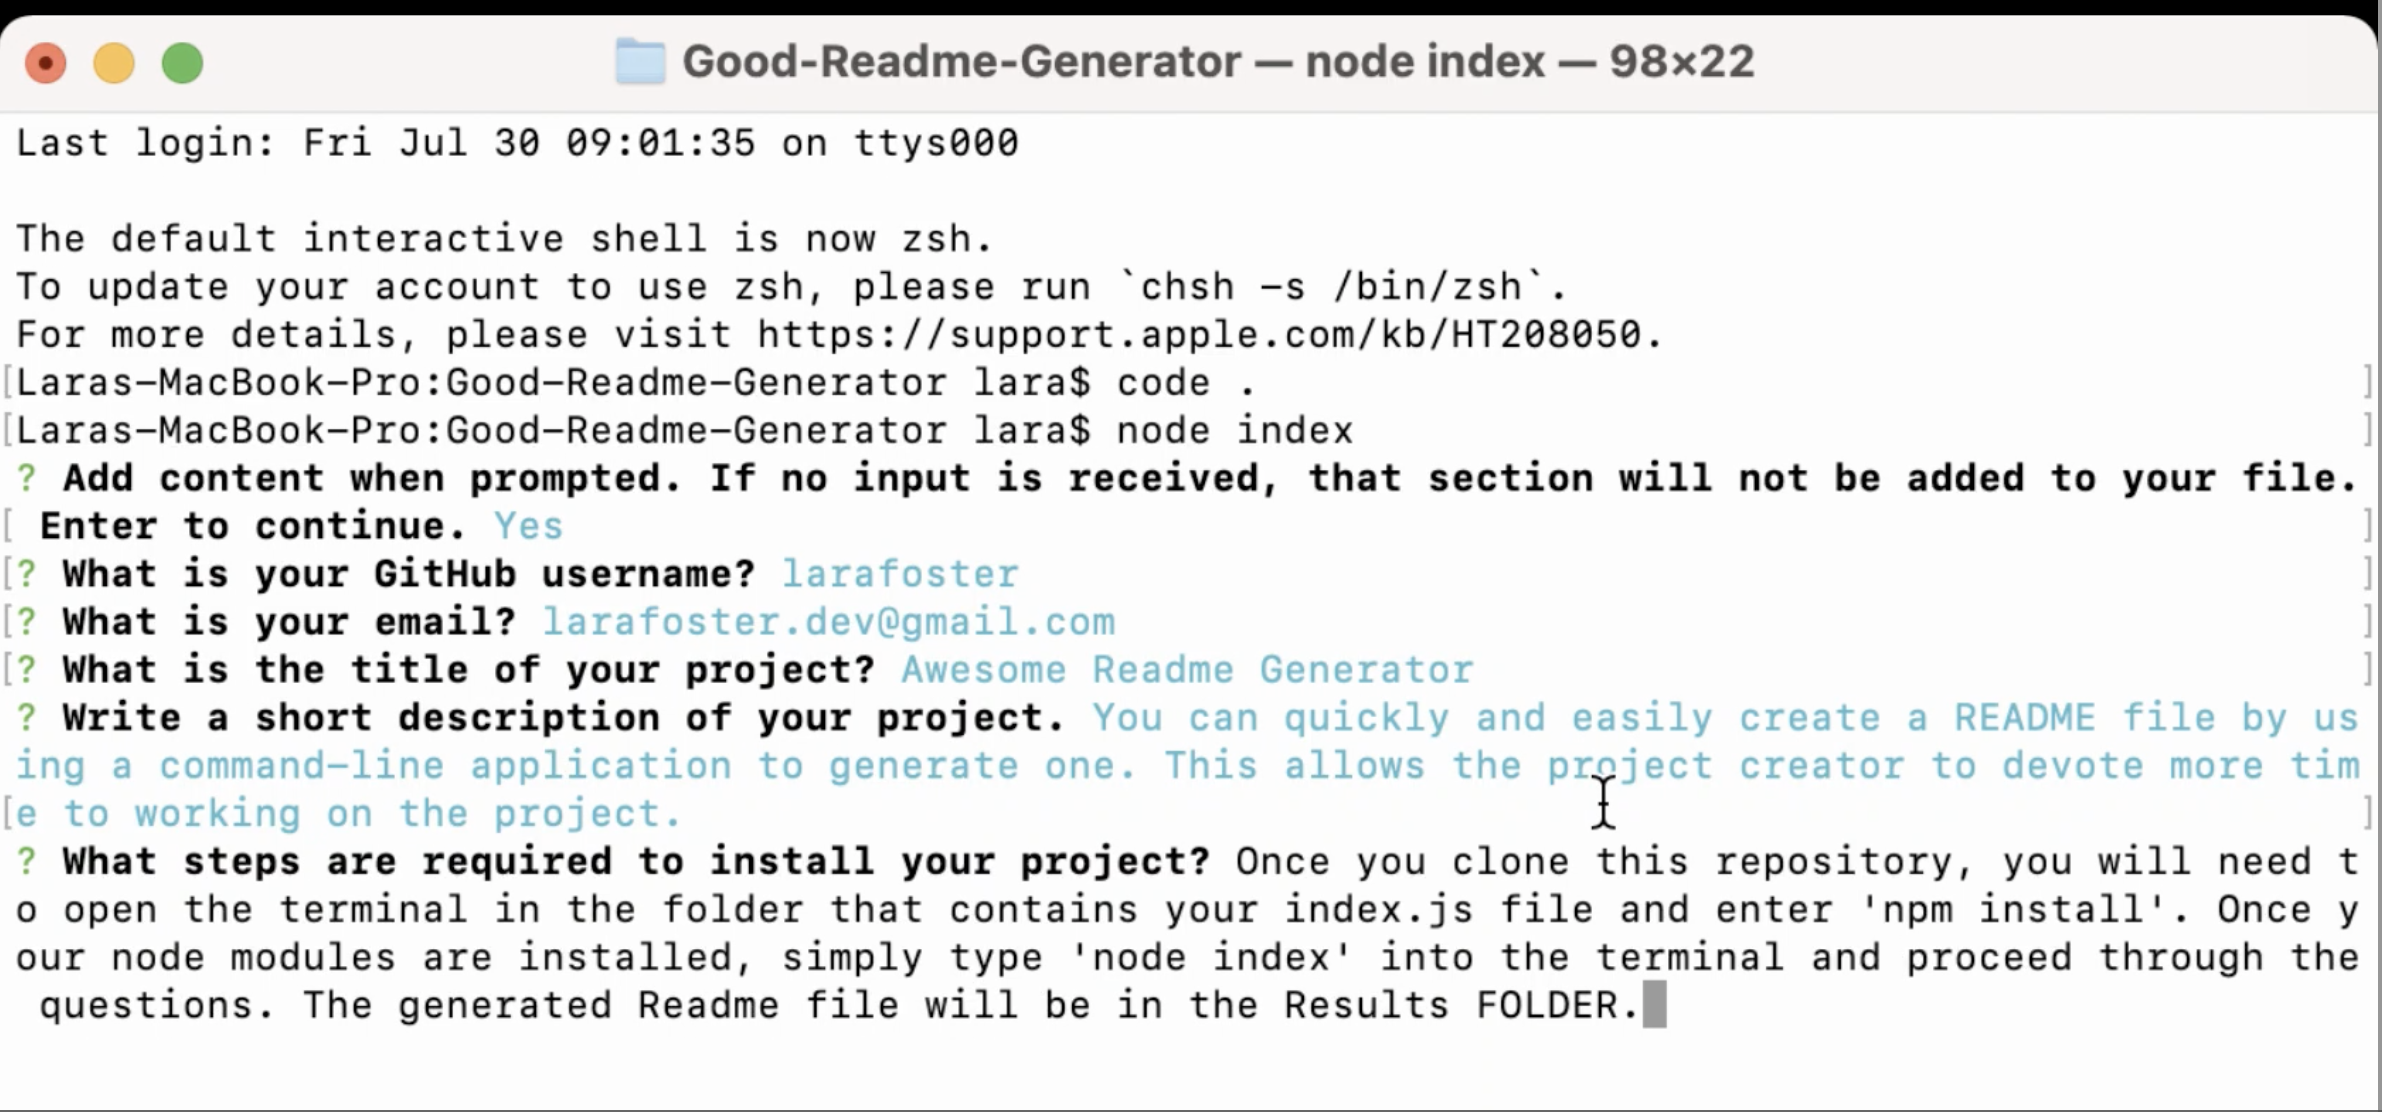 Good-Readme-Generator — node index — 98×22
Last login: Fri Jul 30 09:01:35 on ttys000
The default interactive shell is now zsh.
To update your account to use zsh, please run `chsh -s /bin/zsh`.
For more details, please visit https://support.apple.com/kb/HT208050.
[Laras-MacBook-Pro:Good-Readme-Generator lara$ code . ]
[Laras-MacBook-Pro:Good-Readme-Generator lara$ node index ]
? Add content when prompted. If no input is received, that section will not be added to your file.
[ Enter to continue. Yes ]
[? What is your GitHub username? larafoster ]
[? What is your email? larafoster.dev@gmail.com ]
[? What is the title of your project? Awesome Readme Generator ]
? Write a short description of your project. You can quickly and easily create a README file by us
ing a command-line application to generate one. This allows the project creator to devote more tim
[e to working on the project. ]
? What steps are required to install your project? Once you clone this repository, you will need t
o open the terminal in the folder that contains your index.js file and enter 'npm install'. Once y
our node modules are installed, simply type 'node index' into the terminal and proceed through the
questions. The generated Readme file will be in the Results FOLDER.